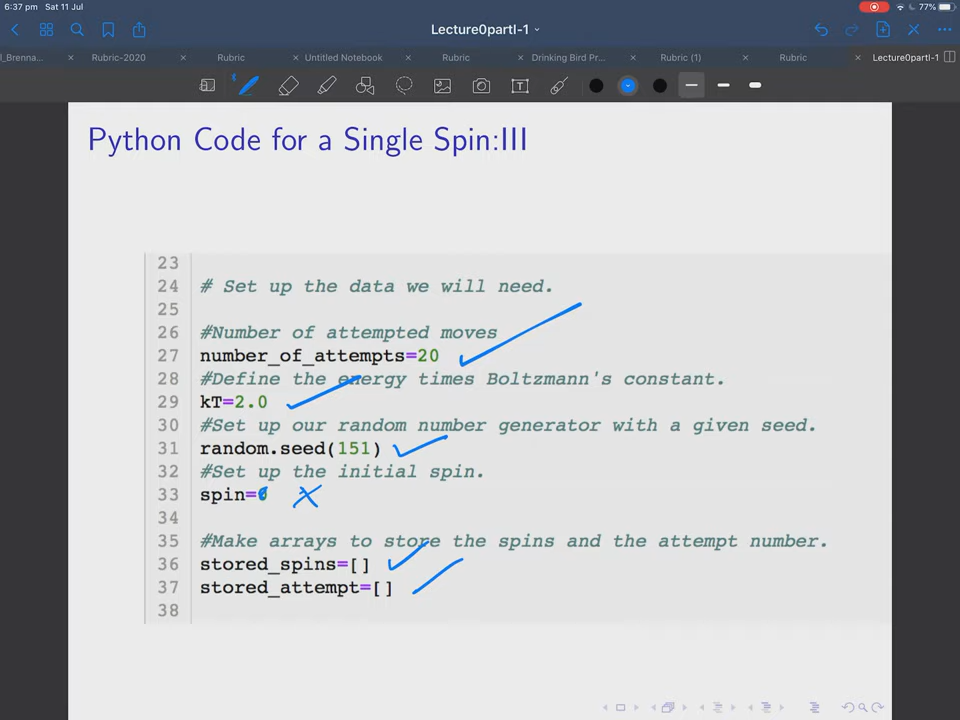 6:37 pm Sat 11 Jul
77%
Lecture0partI-1
l_Brenna...
Rubric-2020
Rubric
Untitled Notebook
Rubric
Drinking Bird Pr...
Rubric (1)
Rubric
Lecture0partI-1
Python Code for a Single Spin:III
23
24 # Set up the data we will need.
25
26 #Number of attempted moves
27 number_of_attempts=20
28 #Define the energy times Boltzmann's constant.
29 kT=2.0
30 #Set up our random number generator with a given seed.
31 random.seed(151)
32 #Set up the initial spin.
33 spin=0
34
35 #Make arrays to store the spins and the attempt number.
36 stored_spins=[]
37 stored_attempt=[]
38